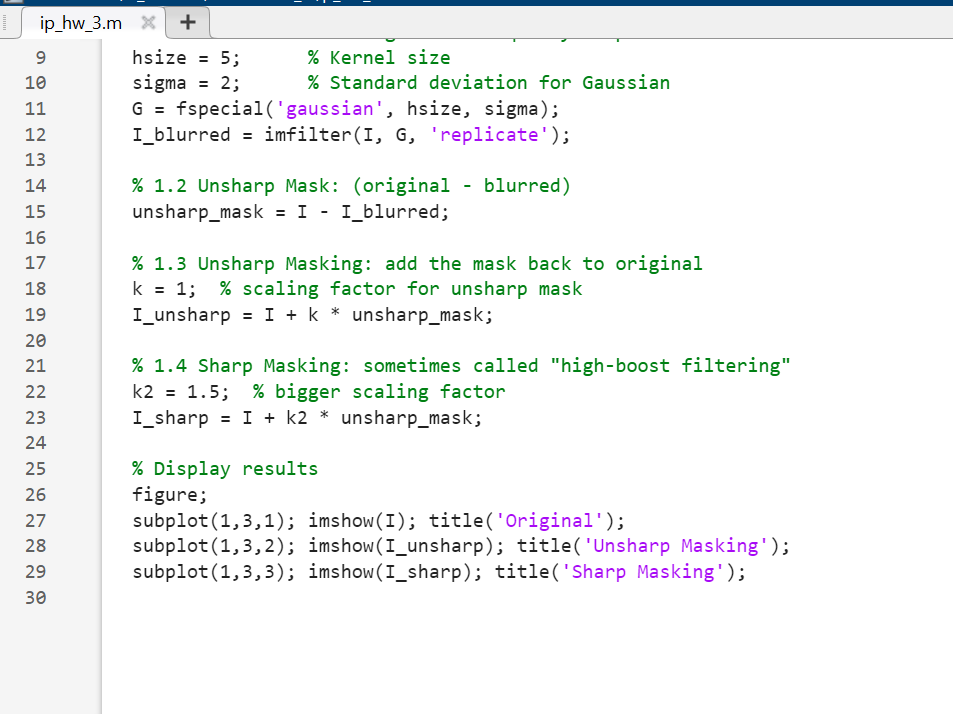 ip_hw_3.m
9 hsize = 5;      % Kernel size
10 sigma = 2;      % Standard deviation for Gaussian
11 G = fspecial('gaussian', hsize, sigma);
12 I_blurred = imfilter(I, G, 'replicate');
13
14 % 1.2 Unsharp Mask: (original - blurred)
15 unsharp_mask = I - I_blurred;
16
17 % 1.3 Unsharp Masking: add the mask back to original
18 k = 1;  % scaling factor for unsharp mask
19 I_unsharp = I + k * unsharp_mask;
20
21 % 1.4 Sharp Masking: sometimes called "high-boost filtering"
22 k2 = 1.5;  % bigger scaling factor
23 I_sharp = I + k2 * unsharp_mask;
24
25 % Display results
26 figure;
27 subplot(1,3,1); imshow(I); title('Original');
28 subplot(1,3,2); imshow(I_unsharp); title('Unsharp Masking');
29 subplot(1,3,3); imshow(I_sharp); title('Sharp Masking');
30